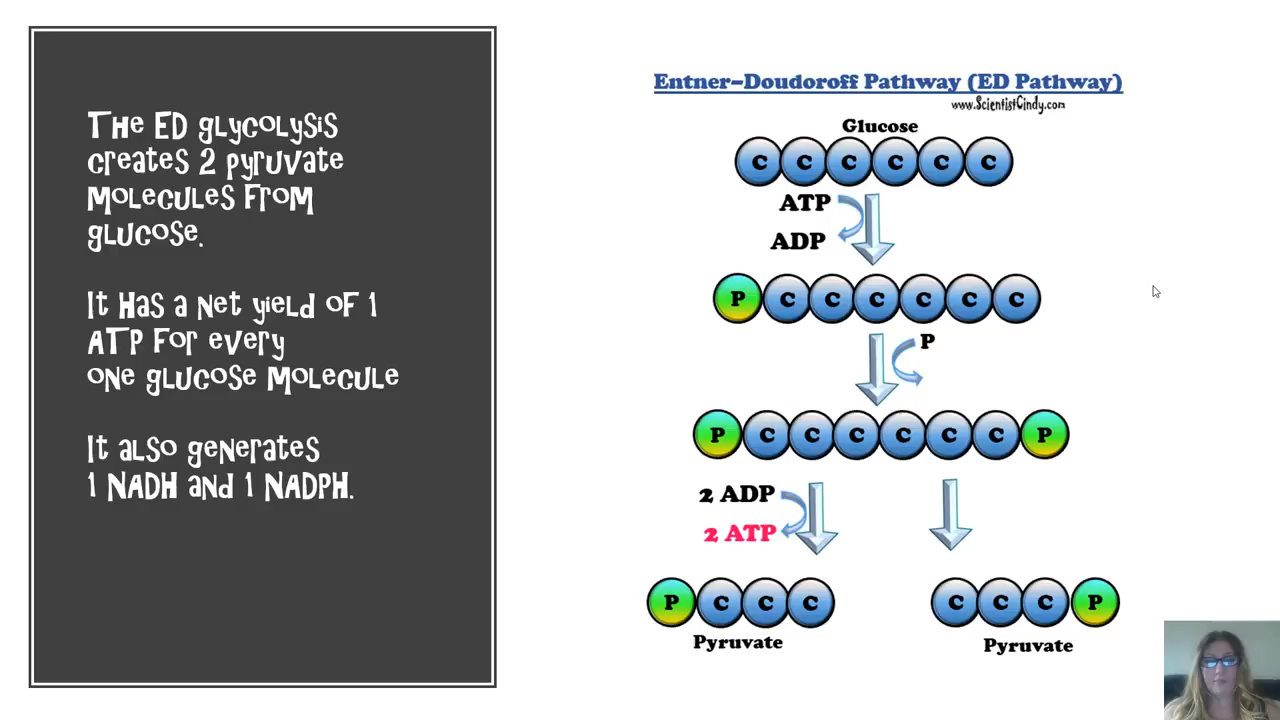 The ED glycolysis
creates 2 pyruvate
molecules from
glucose.
It has a net yield of 1
ATP for every
one glucose molecule
It also generates
1 NADH and 1 NADPH.
Entner–Doudoroff Pathway (ED Pathway)
www.ScientistCindy.com
Glucose
C C C C C C
ATP
ADP
P C C C C C C
P
P C C C C C C P
2 ADP
2 ATP
P C C C
C C C P
Pyruvate
Pyruvate